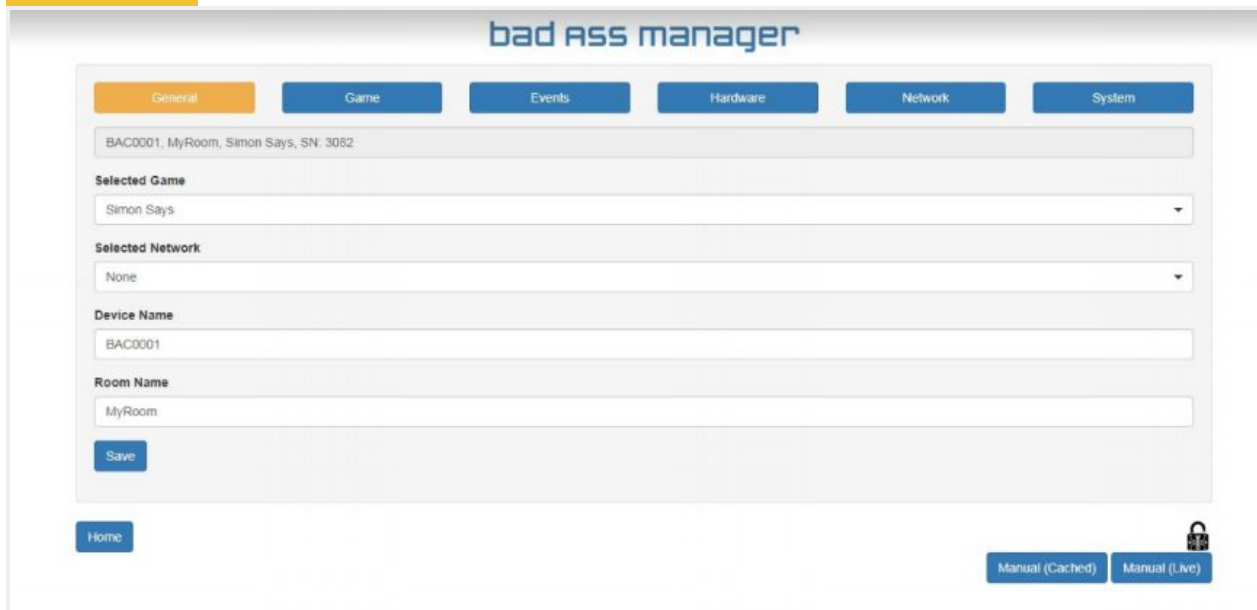 bad ass manager
General Game Events Hardware Network System
BAC0001, MyRoom, Simon Says, SN: 3082
Selected Game
Simon Says
Selected Network
None
Device Name
BAC0001
Room Name
MyRoom
Save
Home
Manual (Cached) Manual (Live)